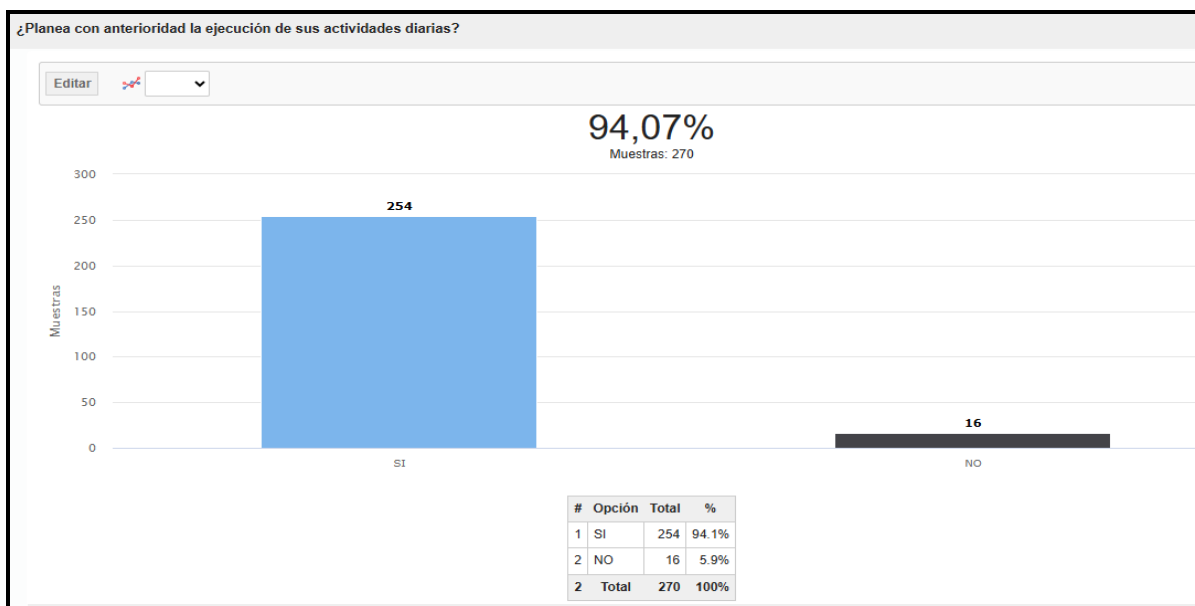 ¿Planea con anterioridad la ejecución de sus actividades diarias?
Editar
94,07%
Muestras: 270
300
250
200
150
100
50
0
Muestras
254
16
SI
NO
# Opción Total %
1 SI 254 94.1%
2 NO 16 5.9%
2 Total 270 100%